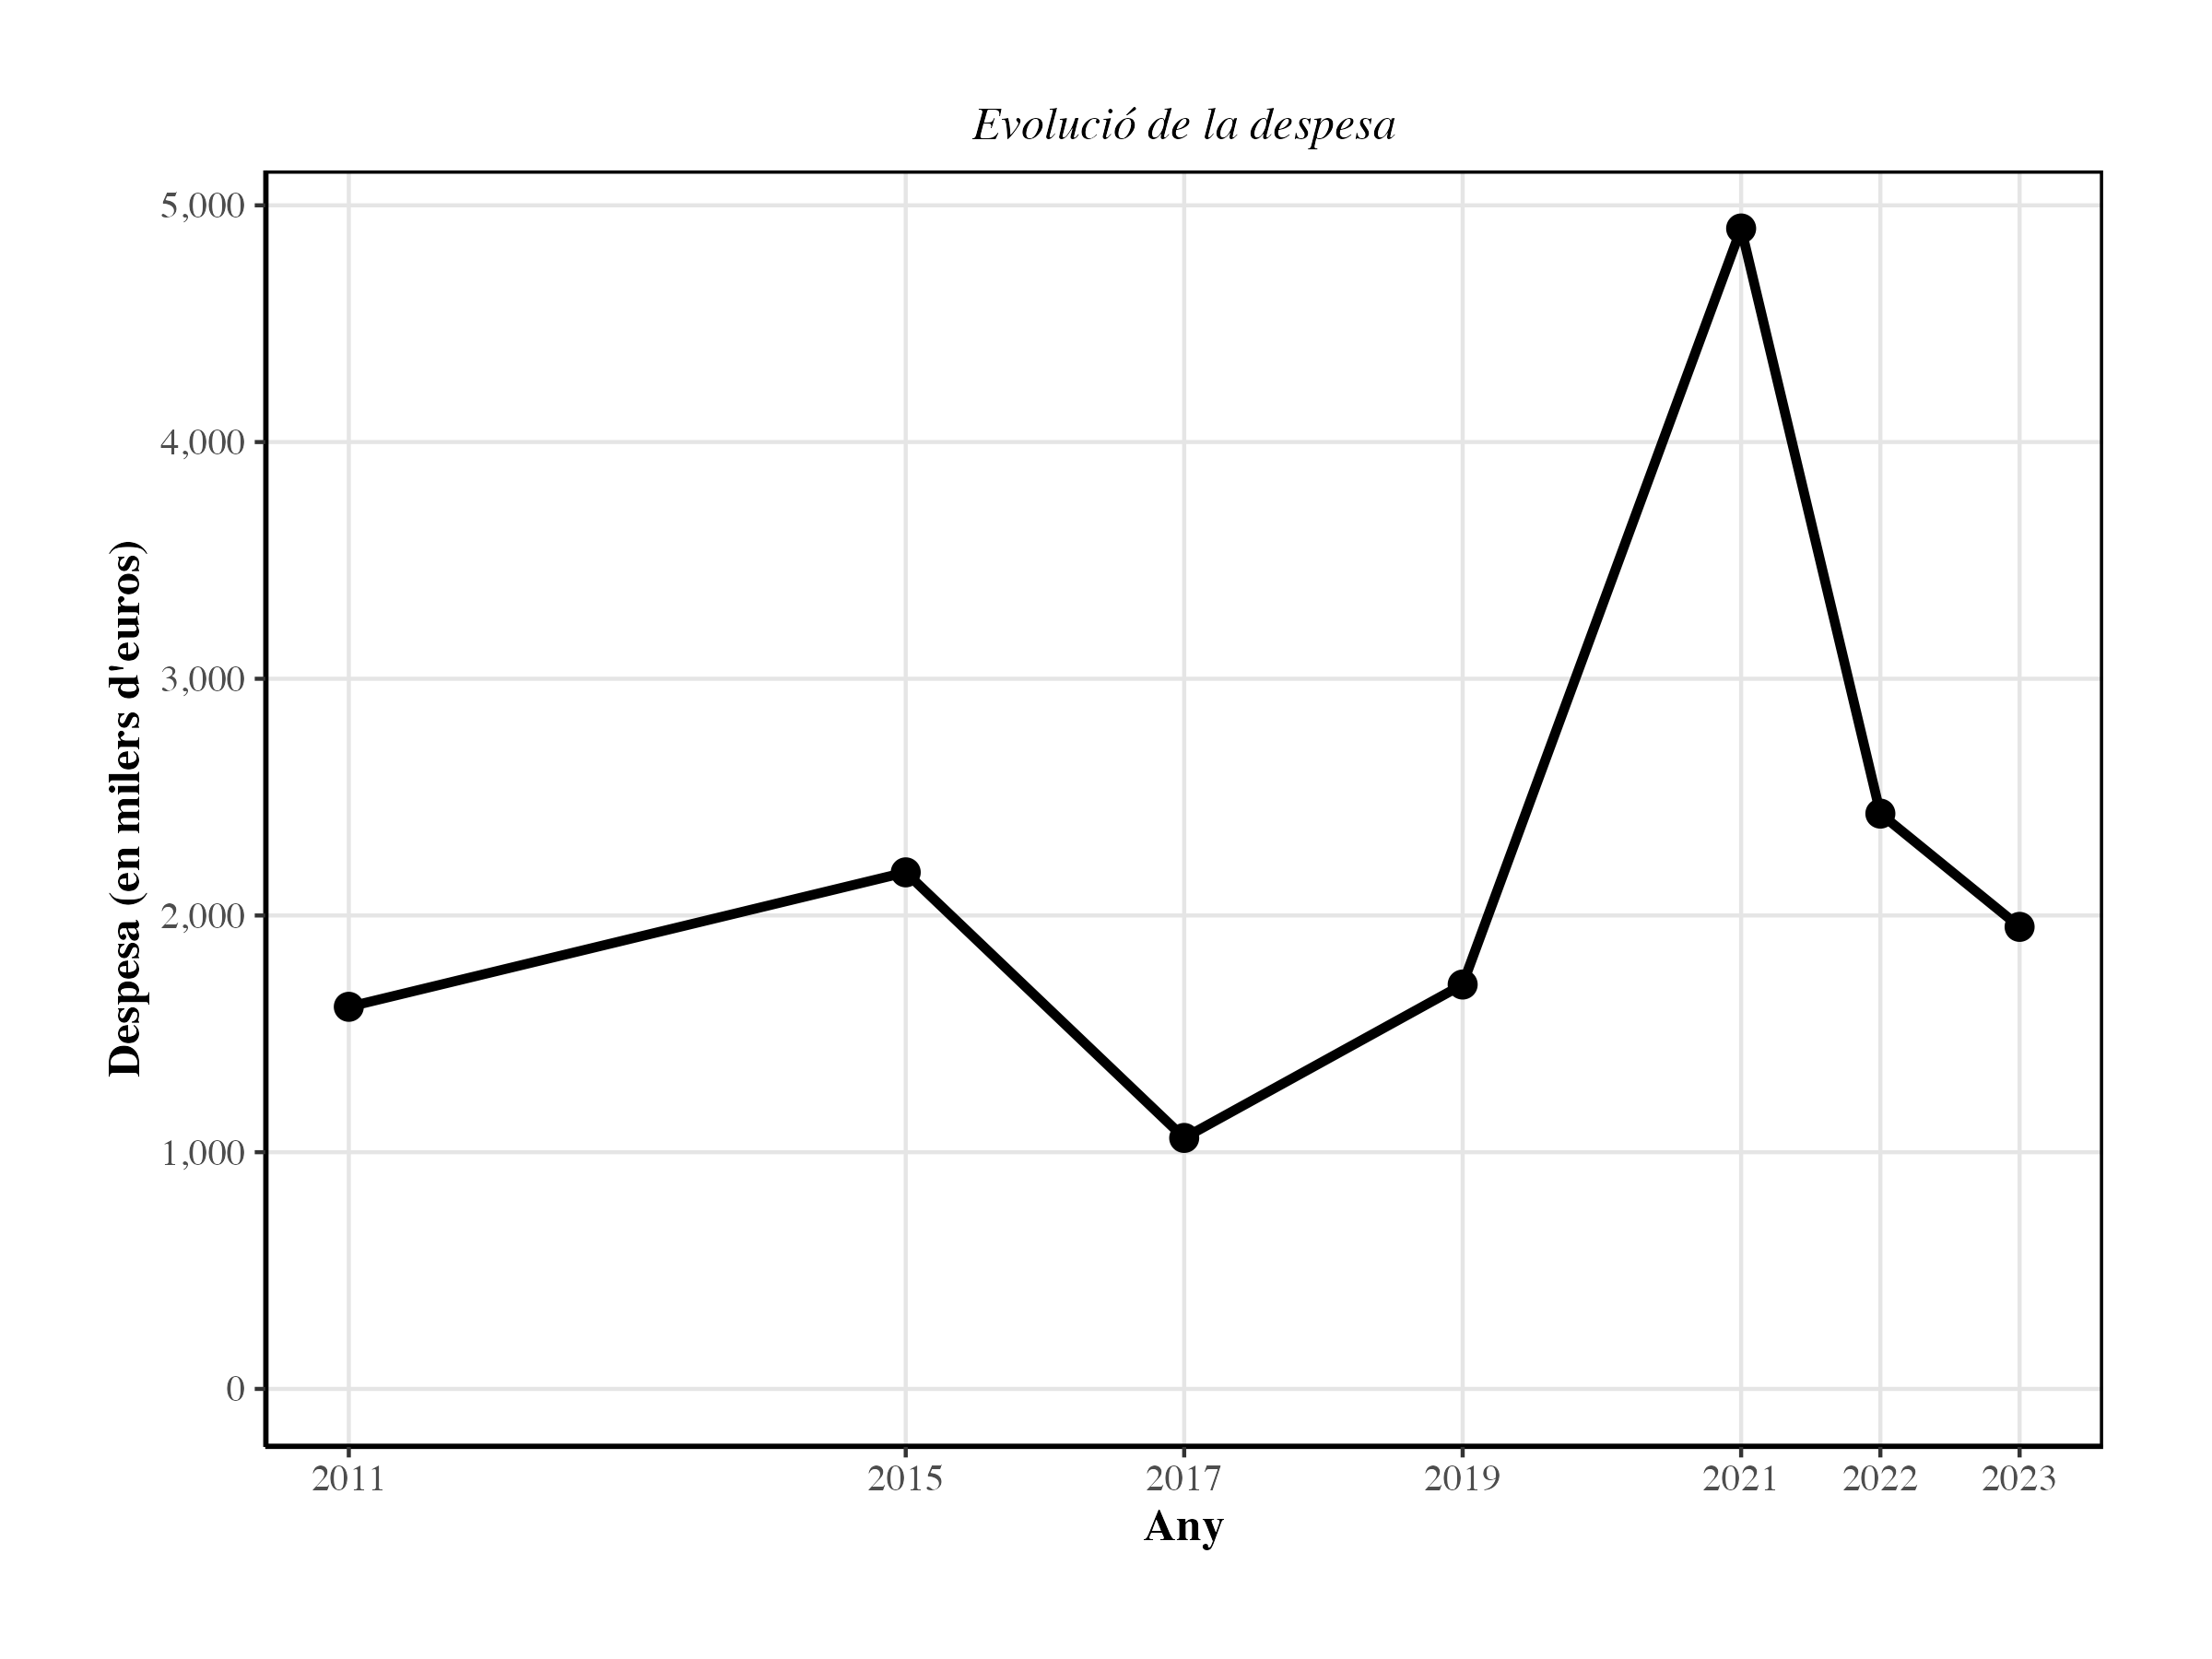 Evolució de la despesa
Despesa (en milers d'euros)
5,000
4,000
3,000
2,000
1,000
0
2011 2015 2017 2019 2021 2022 2023
Any